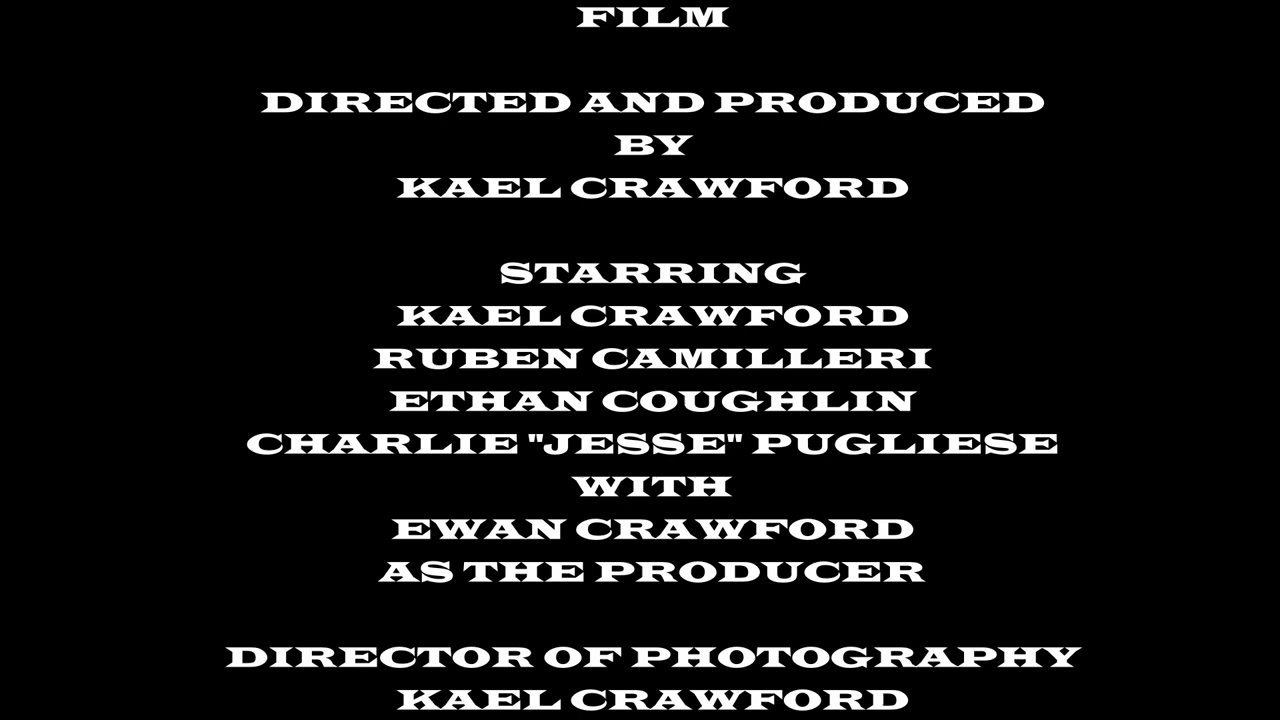 FILM
DIRECTED AND PRODUCED
BY
KAEL CRAWFORD
STARRING
KAEL CRAWFORD
RUBEN CAMILLERI
ETHAN COUGHLIN
CHARLIE "JESSE" PUGLIESE
WITH
EWAN CRAWFORD
AS THE PRODUCER
DIRECTOR OF PHOTOGRAPHY
KAEL CRAWFORD